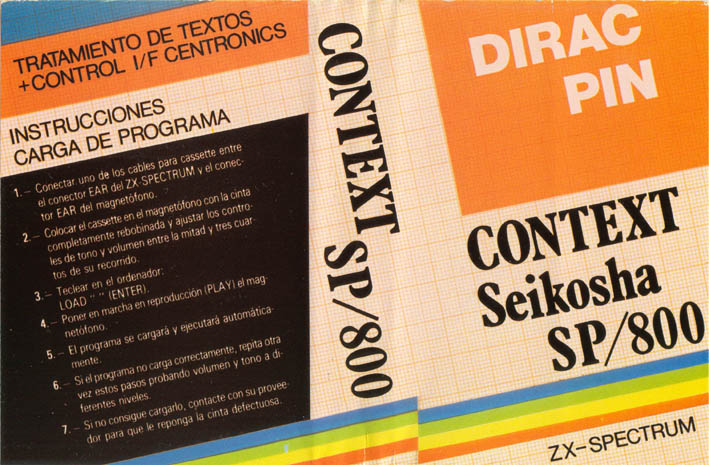 TRATAMIENTO DE TEXTOS
+CONTROL I/F CENTRONICS
INSTRUCCIONES
CARGA DE PROGRAMA
1.- Conectar uno de los cables para cassette entre
el conector EAR del ZX-SPECTRUM y el conec-
tor EAR del magnetófono.
2.- Colocar el cassette en el magnetófono con la cinta
completamente rebobinada y ajustar los contro-
les de tono y volumen entre la mitad y tres cuar-
tos de su recorrido.
3.- Teclear en el ordenador:
LOAD " " (ENTER).
4.- Poner en marcha en reproducción (PLAY) el mag-
netófono.
5.- El programa se cargará y ejecutará automática-
mente.
6.- Si el programa no carga correctamente, repita otra
vez estos pasos probando volumen y tono a di-
ferentes niveles.
7.- Si no consigue cargarlo, contacte con su provee-
dor para que le reponga la cinta defectuosa.
CONTEXT SP/800
DIRAC
PIN
CONTEXT
Seikosha
SP/800
ZX-SPECTRUM